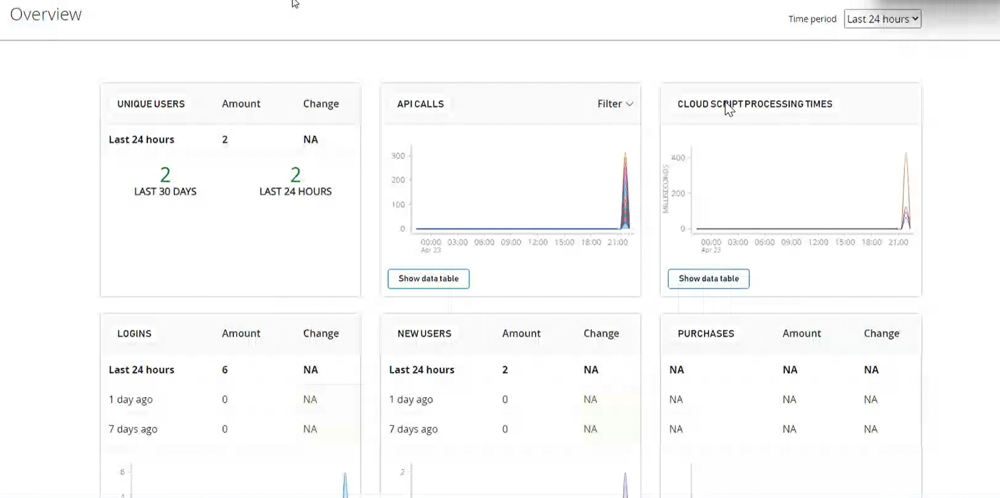 Overview
Time period Last 24 hours
UNIQUE USERS Amount Change
Last 24 hours 2 NA
2 2
LAST 30 DAYS LAST 24 HOURS
API CALLS Filter
300
200
100
0
00:00 03:00 06:00 09:00 12:00 15:00 18:00 21:00
Apr 23
Show data table
CLOUD SCRIPT PROCESSING TIMES
MILLISECONDS
400
200
0
00:00 03:00 06:00 09:00 12:00 15:00 18:00 21:00
Apr 23
Show data table
LOGINS Amount Change
Last 24 hours 6 NA
1 day ago 0 NA
7 days ago 0 NA
6
4
NEW USERS Amount Change
Last 24 hours 2 NA
1 day ago 0 NA
7 days ago 0 NA
2
PURCHASES Amount Change
NA NA NA
NA NA NA
NA NA NA